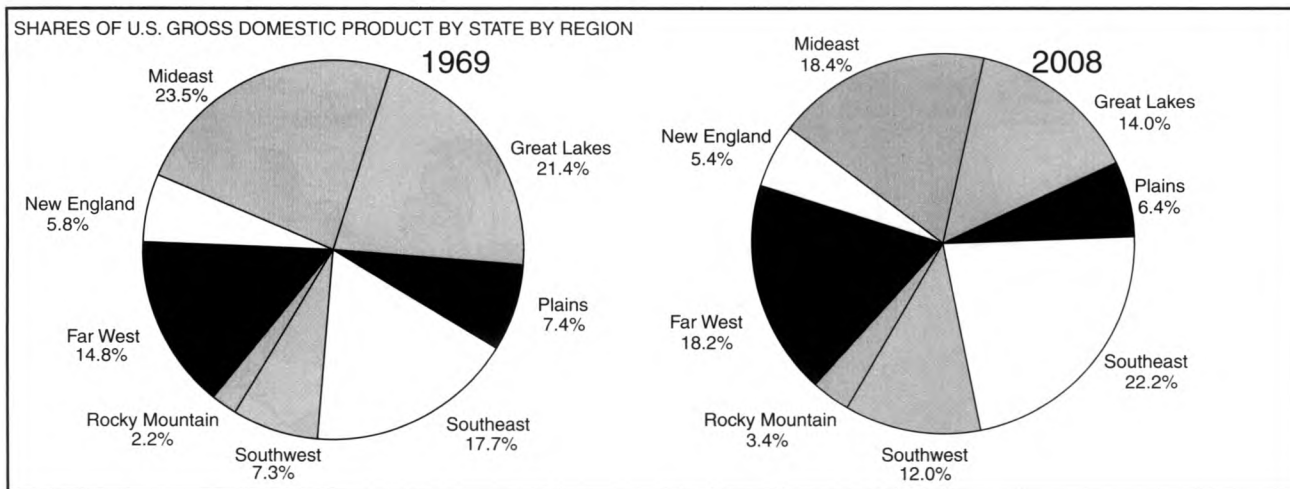 SHARES OF U.S. GROSS DOMESTIC PRODUCT BY STATE BY REGION
1969
Mideast
23.5%
Great Lakes
21.4%
New England
5.8%
Plains
7.4%
Far West
14.8%
Rocky Mountain
2.2%
Southwest
7.3%
Southeast
17.7%
2008
Mideast
18.4%
Great Lakes
14.0%
New England
5.4%
Plains
6.4%
Far West
18.2%
Southeast
22.2%
Rocky Mountain
3.4%
Southwest
12.0%